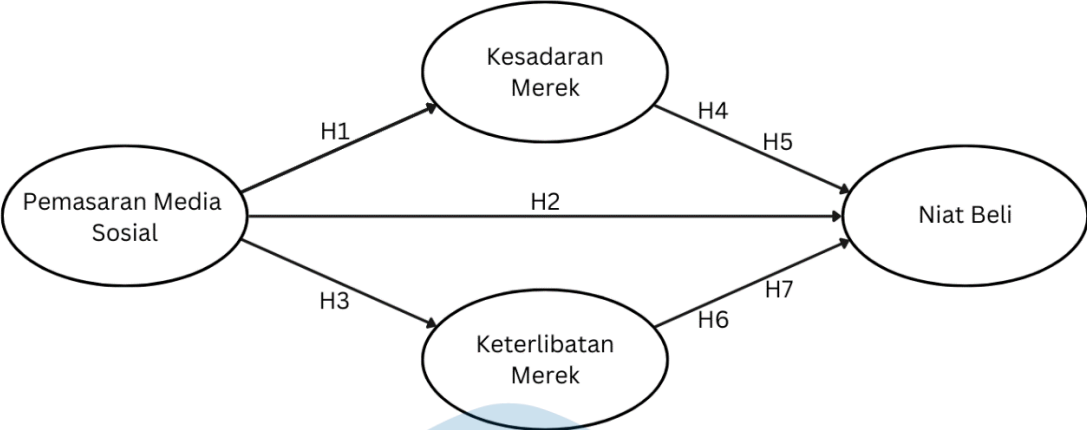 Kesadaran
Merek
H1
H4
H5
Pemasaran Media
Sosial
H2
Niat Beli
H3
H7
H6
Keterlibatan
Merek